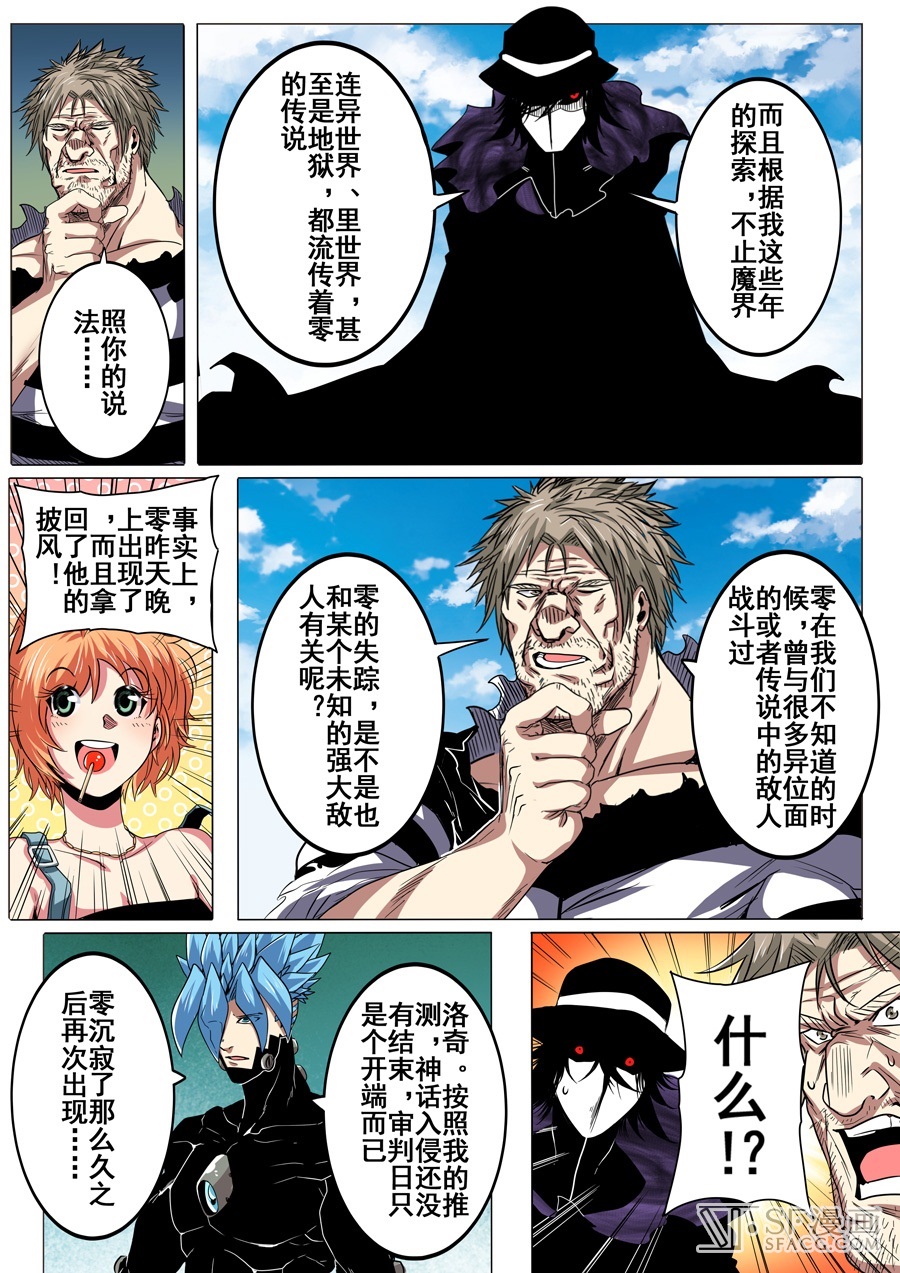 而且根据我这些年
的探索，不止魔界
连异世界、里世界，甚
至是地獄，都流传着零
的传说
照你的说
法……
零在我们不知道的时
候，曾与很多异位面
的或者传说中的敌人
战斗过
零的失踪，是不是也
和某个未知的强大敌
人有关呢？
事实上，
零昨天晚
上出现了
，而且拿
回了他的
披风！
什么！？
洛奇。按照我的推
测，神话入侵还没
有结束，审判日只
是个开端而已
零沉寂了那么久之
后再次出现……
SF漫画
SFACG.COM